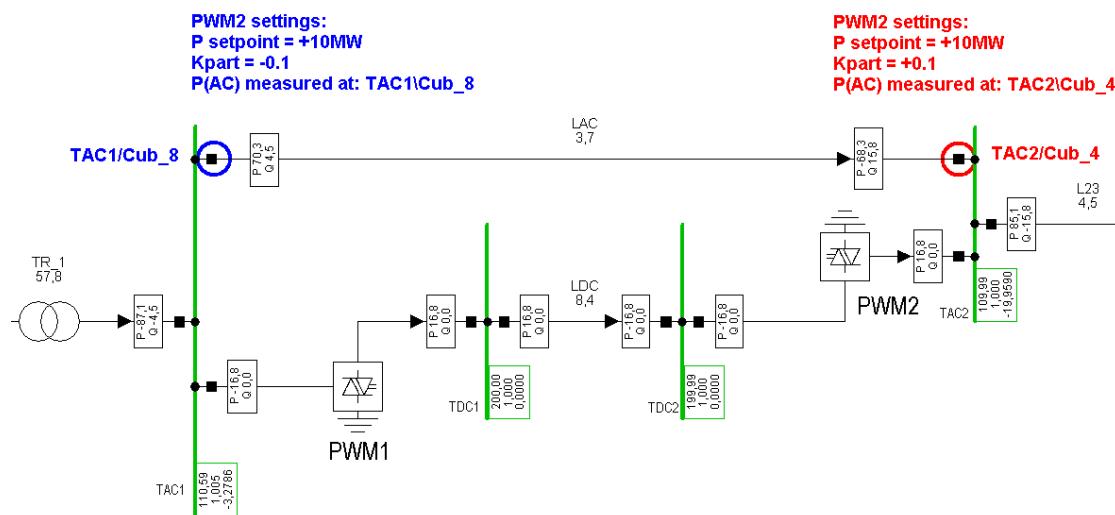 PWM2 settings:
P setpoint = +10MW
Kpart = -0.1
P(AC) measured at: TAC1\Cub_8
PWM2 settings:
P setpoint = +10MW
Kpart = +0.1
P(AC) measured at: TAC2\Cub_4
TAC1/Cub_8
P 70,3
Q 4,5
LAC
3,7
P -68,3
Q 15,8
TAC2/Cub_4
L23
4,5
P 85,1
Q -15,8
TR_1
57,8
P -87,1
Q -4,5
P 16,8
Q 0,0
P 16,8
Q 0,0
LDC
8,4
P -16,8
Q 0,0
P -16,8
Q 0,0
PWM2
P 16,8
Q 0,0
109,99
1,000
-19,9590
TAC2
P -16,8
Q 0,0
PWM1
TDC1
200,00
1,000
0,0000
TDC2
199,99
1,000
0,0000
TAC1
110,59
1,005
-3,2786